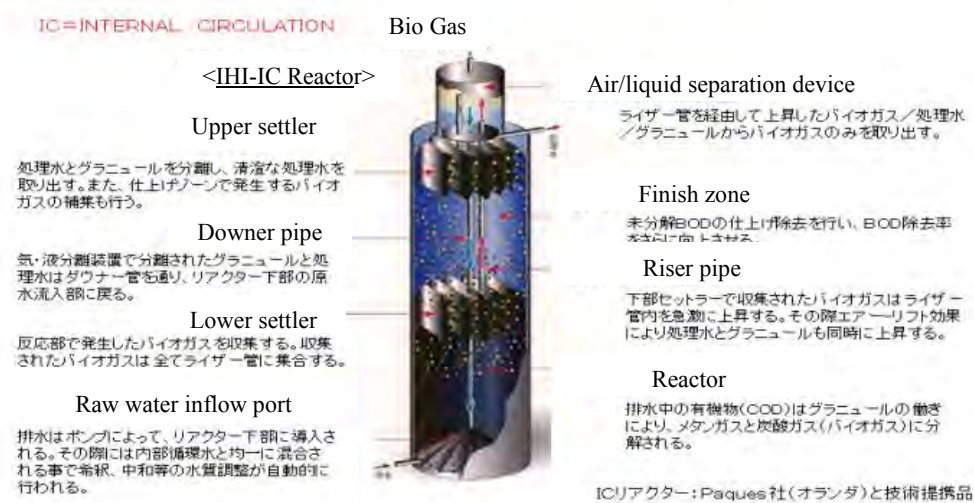 IC=INTERNAL CIRCULATION
Bio Gas
<IHI-IC Reactor>
Upper settler
処理水とグラニュールを分離し、清澄な処理水を
取り出す。また、仕上げゾーンで発生するバイオ
ガスの補集も行う。
Downer pipe
気・液分離装置で分離されたグラニュールと処
理水はダウナー管を通り、リアクター下部の原
水流入部に戻る。
Lower settler
反応部で発生したバイオガスを収集する。収集
されたバイオガスは全てライザー管に集合する。
Raw water inflow port
排水はポンプによって、リアクター下部に導入さ
れる。その際には内部循環水と均一に混合さ
れる事で希釈、中和等の水質調整が自動的に
行われる。
Air/liquid separation device
ライザー管を経由して上昇したバイオガス/処理水
/グラニュールからバイオガスのみを取り出す。
Finish zone
未分解BODの仕上げ除去を行い、BOD除去率
をさらに向上させる。
Riser pipe
下部セットラーで収集されたバイオガスはライザー
管内を急激に上昇する。その際エアーリフト効果
により処理水とグラニュールも同時に上昇する。
Reactor
排水中の有機物(COD)はグラニュールの働き
により、メタンガスと炭酸ガス(バイオガス)に分
解される。
ICリアクター:Paques社(オランダ)と技術提携品